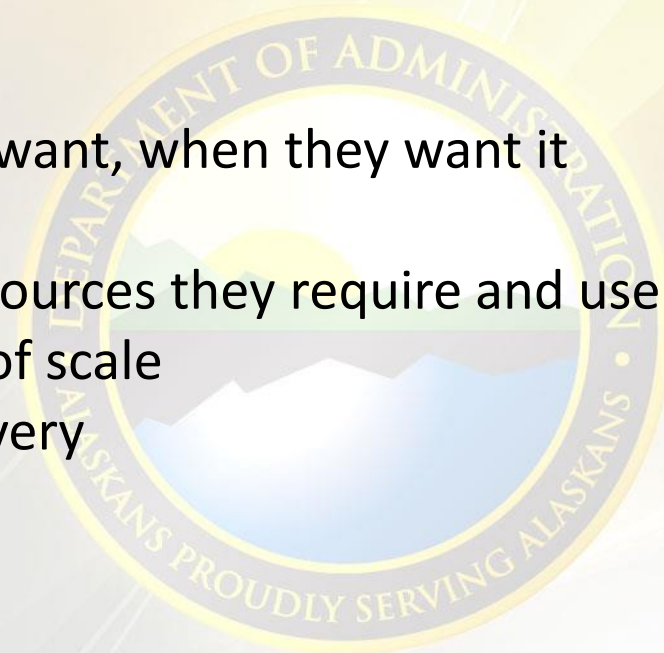 DEPARTMENT OF ADMINISTRATION •
want, when they want it
ources they require and use
of scale
very
ALASKANS PROUDLY SERVING ALASKANS